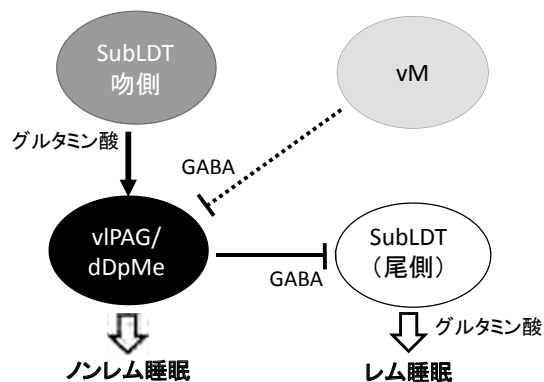 SubLDT
吻側
vM
グルタミン酸
GABA
vlPAG/
dDpMe
SubLDT
（尾側）
GABA
グルタミン酸
ノンレム睡眠
レム睡眠